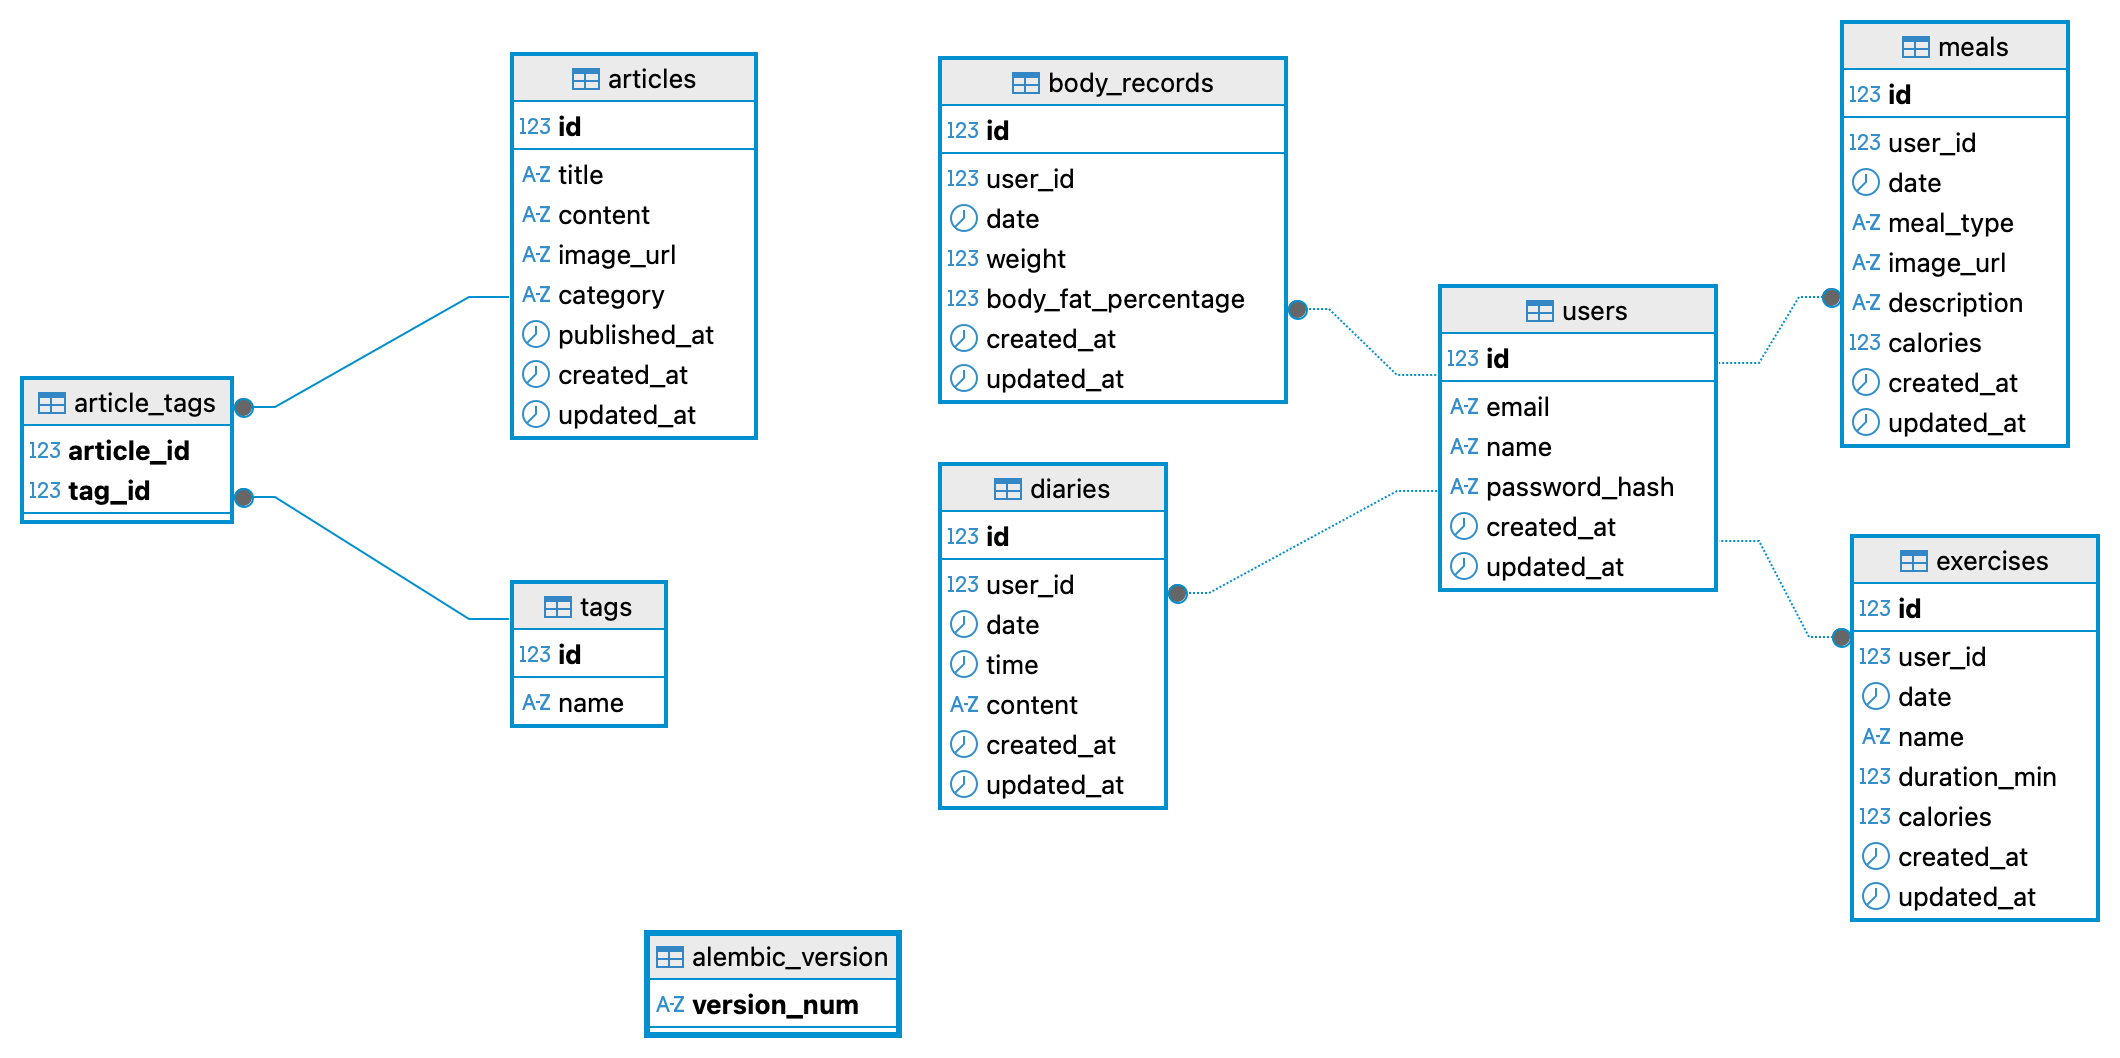 articles
123 id
A-Z title
A-Z content
A-Z image_url
A-Z category
published_at
created_at
updated_at
body_records
123 id
123 user_id
date
123 weight
123 body_fat_percentage
created_at
updated_at
meals
123 id
123 user_id
date
A-Z meal_type
A-Z image_url
A-Z description
123 calories
created_at
updated_at
article_tags
123 article_id
123 tag_id
users
123 id
A-Z email
A-Z name
A-Z password_hash
created_at
updated_at
diaries
123 id
123 user_id
date
time
A-Z content
created_at
updated_at
tags
123 id
A-Z name
exercises
123 id
123 user_id
date
A-Z name
123 duration_min
123 calories
created_at
updated_at
alembic_version
A-Z version_num